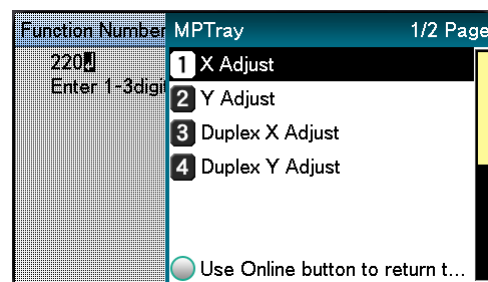 Function Number
220
Enter 1-3digi
MPTray 1/2 Page
1 X Adjust
2 Y Adjust
3 Duplex X Adjust
4 Duplex Y Adjust
Use Online button to return t...